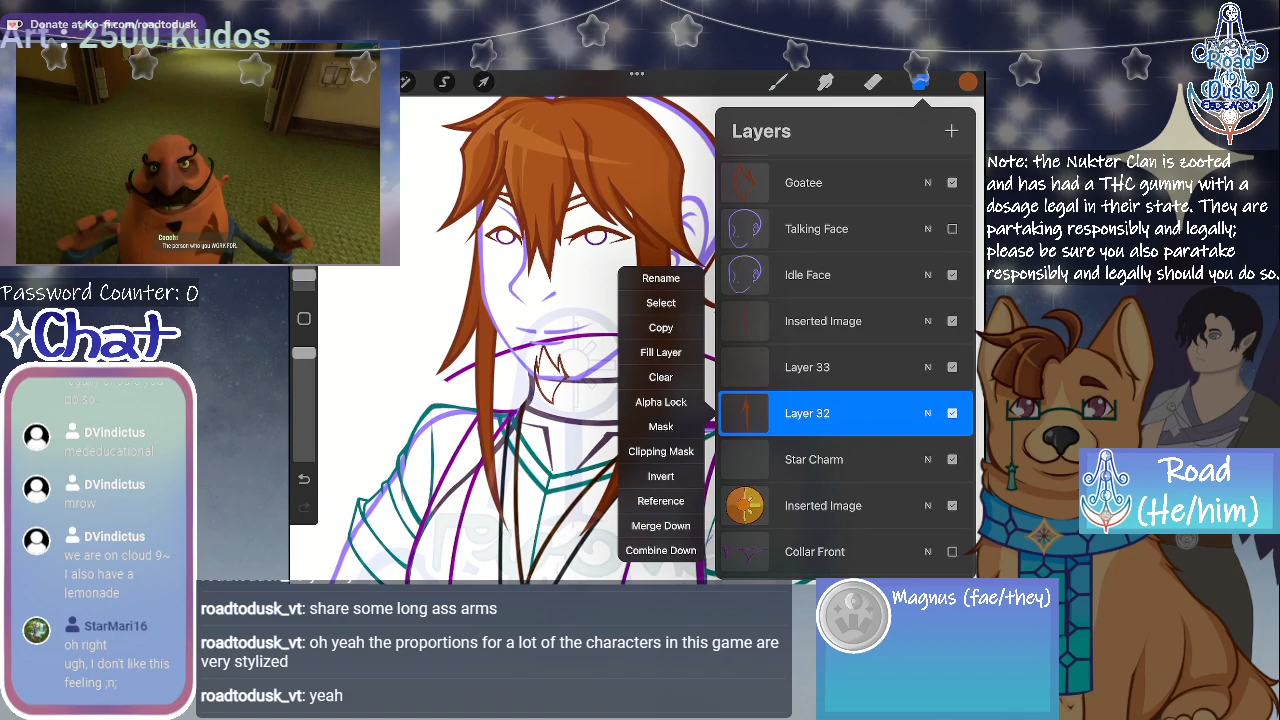 Donate at Ko-fi.com/roadtodusk
Art : 2500 Kudos
Coach:
The person who you WORK FOR.
Password Counter: 0
Chat
DVindictus
mededucational
DVindictus
mrow
DVindictus
we are on cloud 9~
I also have a
lemonade
StarMari16
oh right
ugh, I don't like this
feeling ;n;
Layers
Goatee N
Talking Face N
Idle Face N
Inserted Image N
Layer 33 N
Layer 32 N
Star Charm N
Inserted Image N
Collar Front N
Rename
Select
Copy
Fill Layer
Clear
Alpha Lock
Mask
Clipping Mask
Invert
Reference
Merge Down
Combine Down
roadtodusk_vt: share some long ass arms
roadtodusk_vt: oh yeah the proportions for a lot of the characters in this game are
very stylized
roadtodusk_vt: yeah
Road
to
Dusk
Note: the Nukter Clan is zooted
and has had a THC gummy with a
dosage legal in their state. They are
partaking responsibly and legally;
please be sure you also paratake
responsibly and legally should you do so.
Road
(He/him)
Magnus (fae/they)